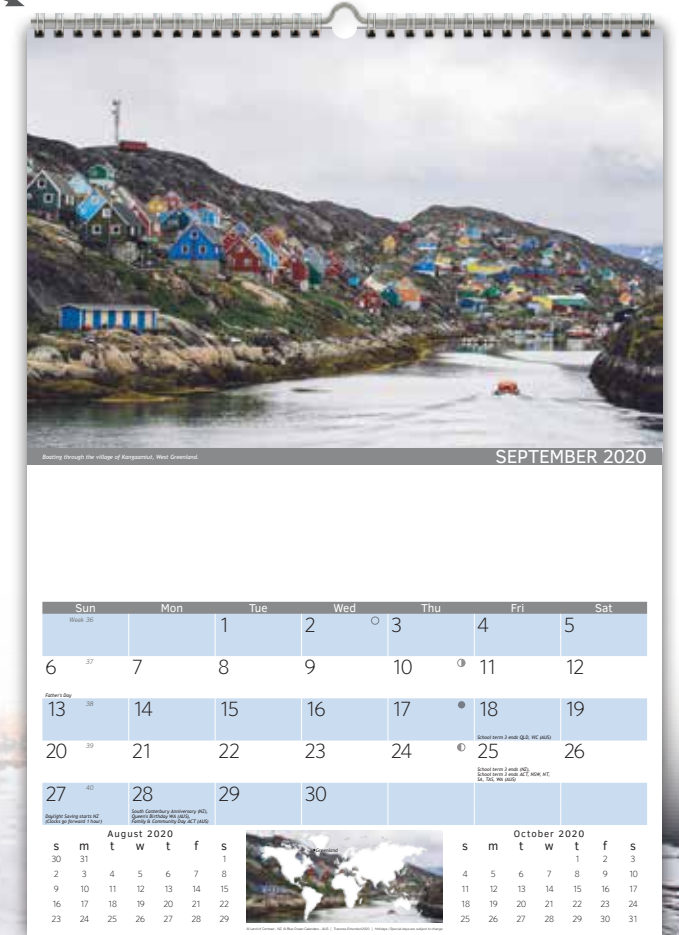 Boating through the village of Kangaamiut, West Greenland.
SEPTEMBER 2020
Sun Mon Tue Wed Thu Fri Sat
Week 36
1 2 3 4 5
6 37 7 8 9 10 11 12
Father's Day
13 38 14 15 16 17 18 19
School term 3 ends QLD, VIC (AUS)
20 39 21 22 23 24 25 26
School term 3 ends (NZ),
School term 3 ends ACT, NSW, NT,
SA, TAS, WA (AUS)
27 40 28 29 30
Daylight Saving starts NZ
(Clocks go forward 1 hour)
South Canterbury Anniversary (NZ),
Queen's Birthday WA (AUS),
Family & Community Day ACT (AUS)
August 2020
s m t w t f s
30 31 1
2 3 4 5 6 7 8
9 10 11 12 13 14 15
16 17 18 19 20 21 22
23 24 25 26 27 28 29
Greenland
October 2020
s m t w t f s
1 2 3
4 5 6 7 8 9 10
11 12 13 14 15 16 17
18 19 20 21 22 23 24
25 26 27 28 29 30 31